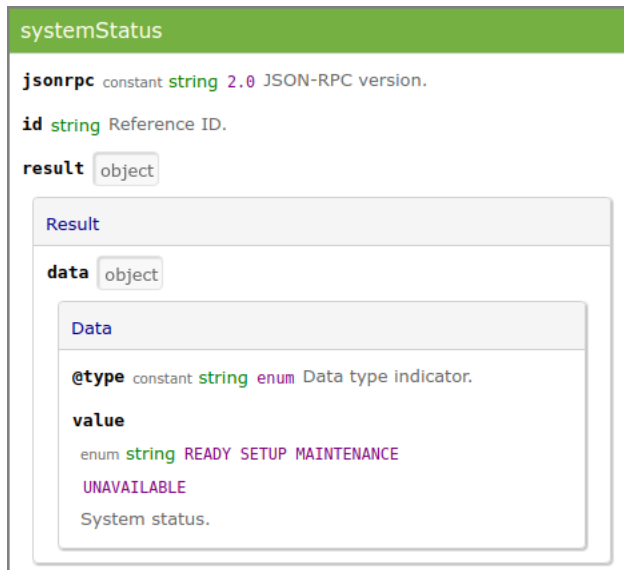 systemStatus
jsonrpc constant string 2.0 JSON-RPC version.
id string Reference ID.
result object
Result
data object
Data
@type constant string enum Data type indicator.
value
enum string READY SETUP MAINTENANCE
UNAVAILABLE
System status.